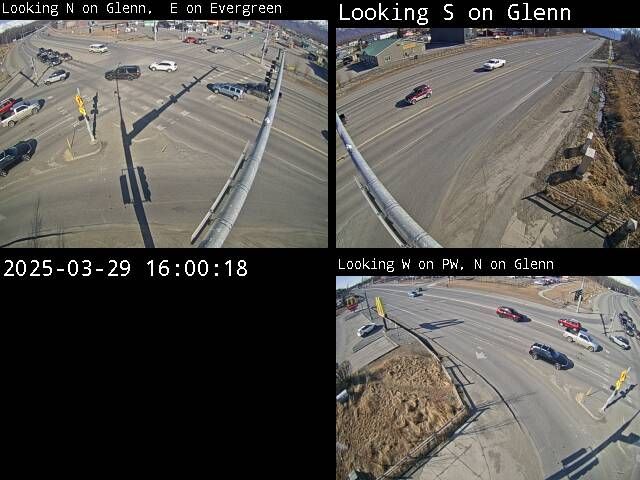 Looking N on Glenn,  E on Evergreen
Looking S on Glenn
2025-03-29 16:00:18
Looking W on PW, N on Glenn